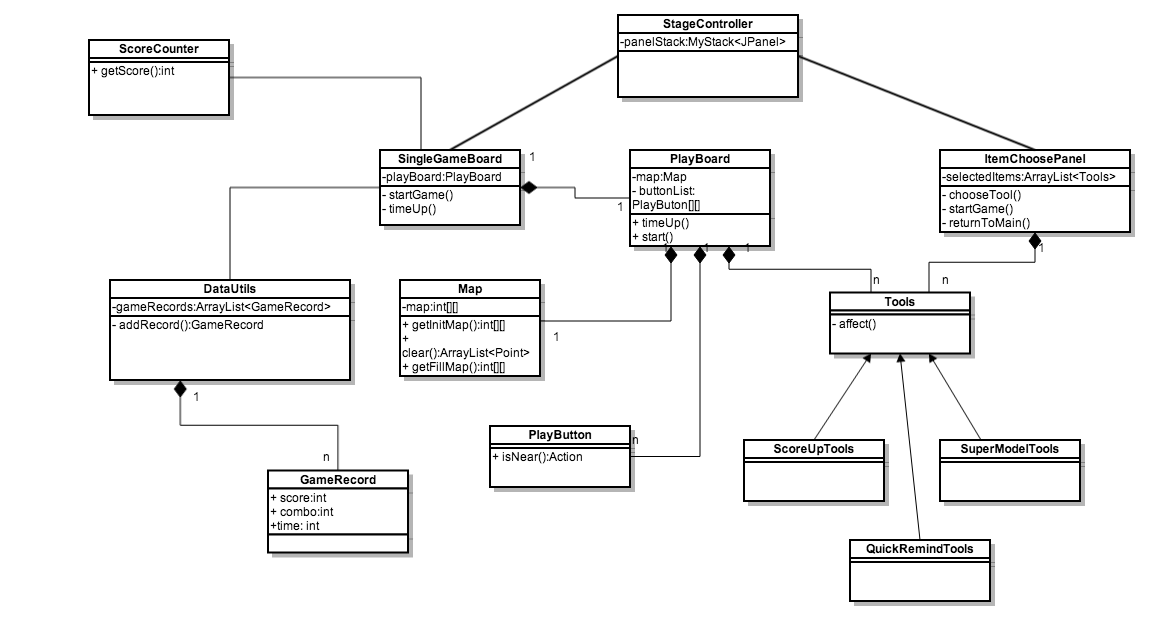 StageController
-panelStack:MyStack<JPanel>
ScoreCounter
+ getScore():int
SingleGameBoard
-playBoard:PlayBoard
- startGame()
- timeUp()
1
1
PlayBoard
-map:Map
- buttonList:
PlayButon[][]
+ timeUp()
+ start()
1
1
1
ItemChoosePanel
-selectedItems:ArrayList<Tools>
- chooseTool()
- startGame()
- returnToMain()
1
n
n
DataUtils
-gameRecords:ArrayList<GameRecord>
- addRecord():GameRecord
1
Map
-map:int[][]
+ getInitMap():int[][]
+
clear():ArrayList<Point>
+ getFillMap():int[][]
1
Tools
- affect()
PlayButton
+ isNear():Action
n
ScoreUpTools
SuperModelTools
n
GameRecord
+ score:int
+ combo:int
+time: int
QuickRemindTools